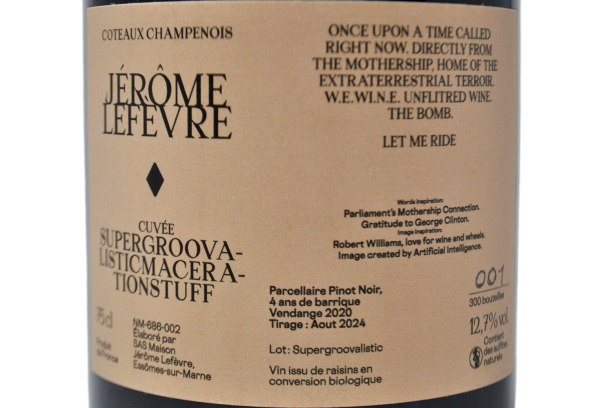 COTEAUX CHAMPENOIS
JÉRÔME
LEFÈVRE
CUVÉE
SUPERGROOVA-
LISTICMACERA-
TIONSTUFF
75cl
Produit
de France
NM-686-002
Élaboré par
SAS Maison
Jérôme Lefèvre,
Essômes-sur-Marne
ONCE UPON A TIME CALLED
RIGHT NOW. DIRECTLY FROM
THE MOTHERSHIP, HOME OF THE
EXTRATERRESTRIAL TERROIR.
W.E.W.I.N.E. UNFLITRED WINE.
THE BOMB.
LET ME RIDE
Words inspiration:
Parliament's Mothership Connection.
Gratitude to George Clinton.
Image inspiration:
Robert Williams, love for wine and wheels.
Image created by Artificial Intelligence.
Parcellaire Pinot Noir,
4 ans de barrique
Vendange 2020
Tirage : Aout 2024
Lot : Supergroovalistic
Vin issu de raisins en
conversion biologique
001
300 bouteilles
12,7% vol.
Contient
des sulfites
naturels